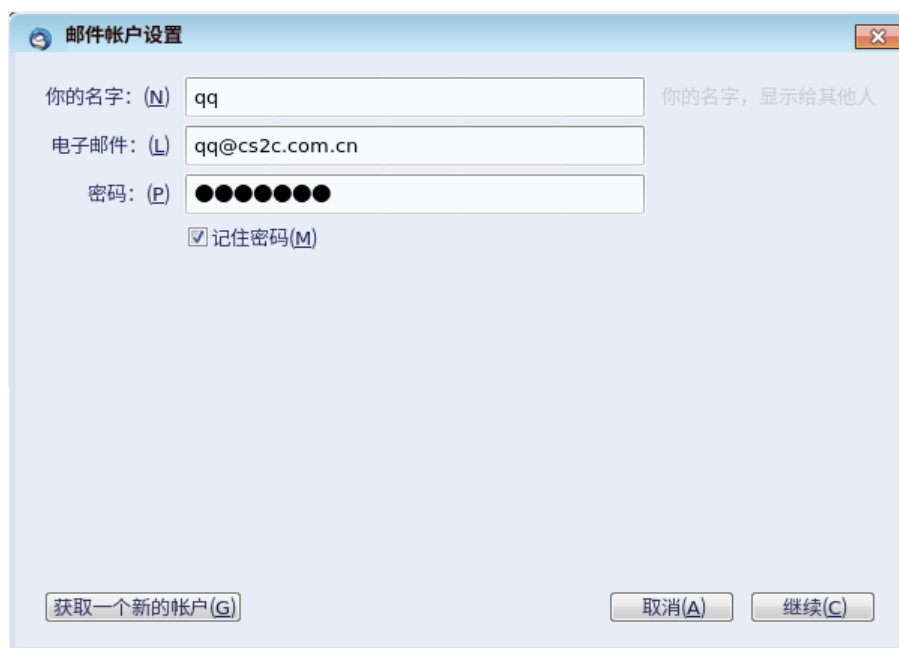 邮件帐户设置
你的名字：(N) qq 你的名字，显示给其他人
电子邮件：(L) qq@cs2c.com.cn
密码：(P) ●●●●●●●
记住密码(M)
获取一个新的帐户(G) 取消(A) 继续(C)